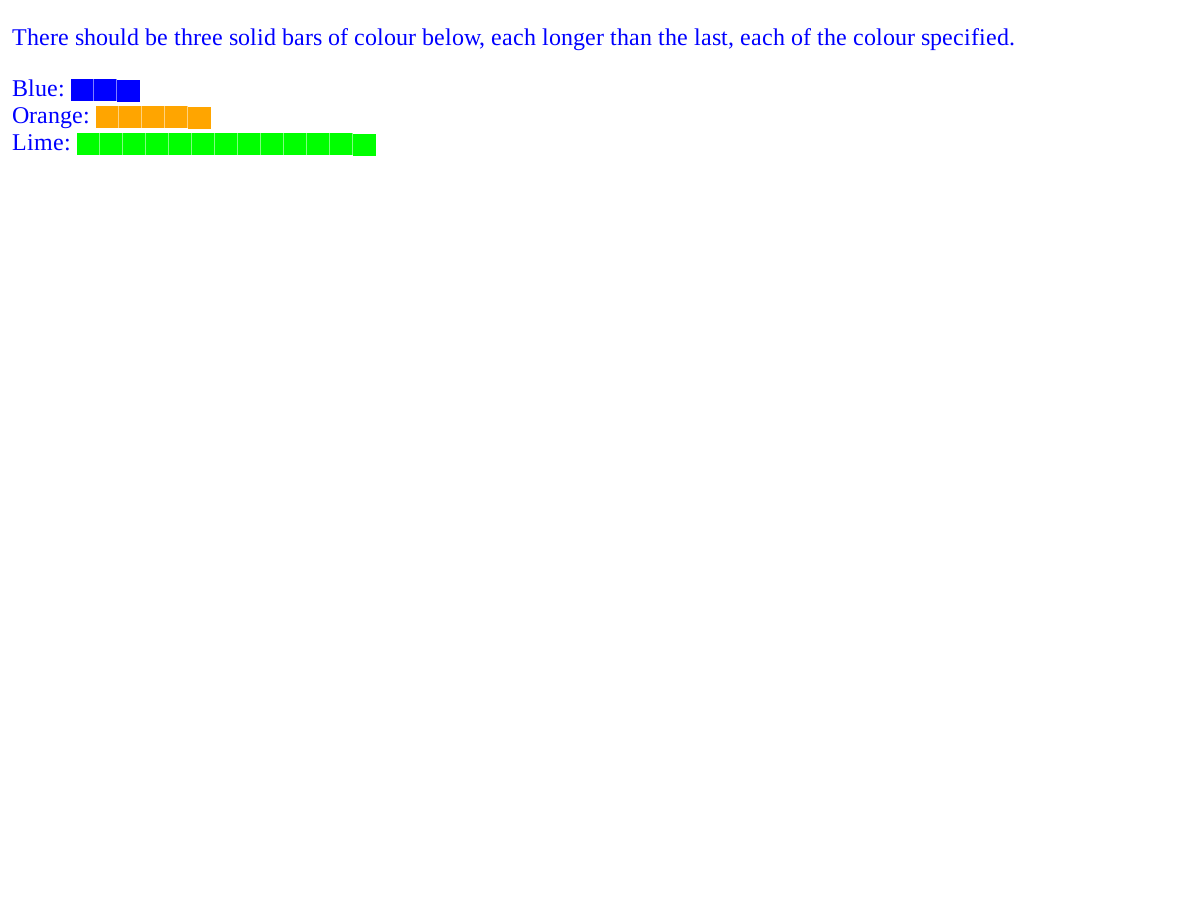 There should be three solid bars of colour below, each longer than the last, each of the colour specified.
Blue:
Orange:
Lime: